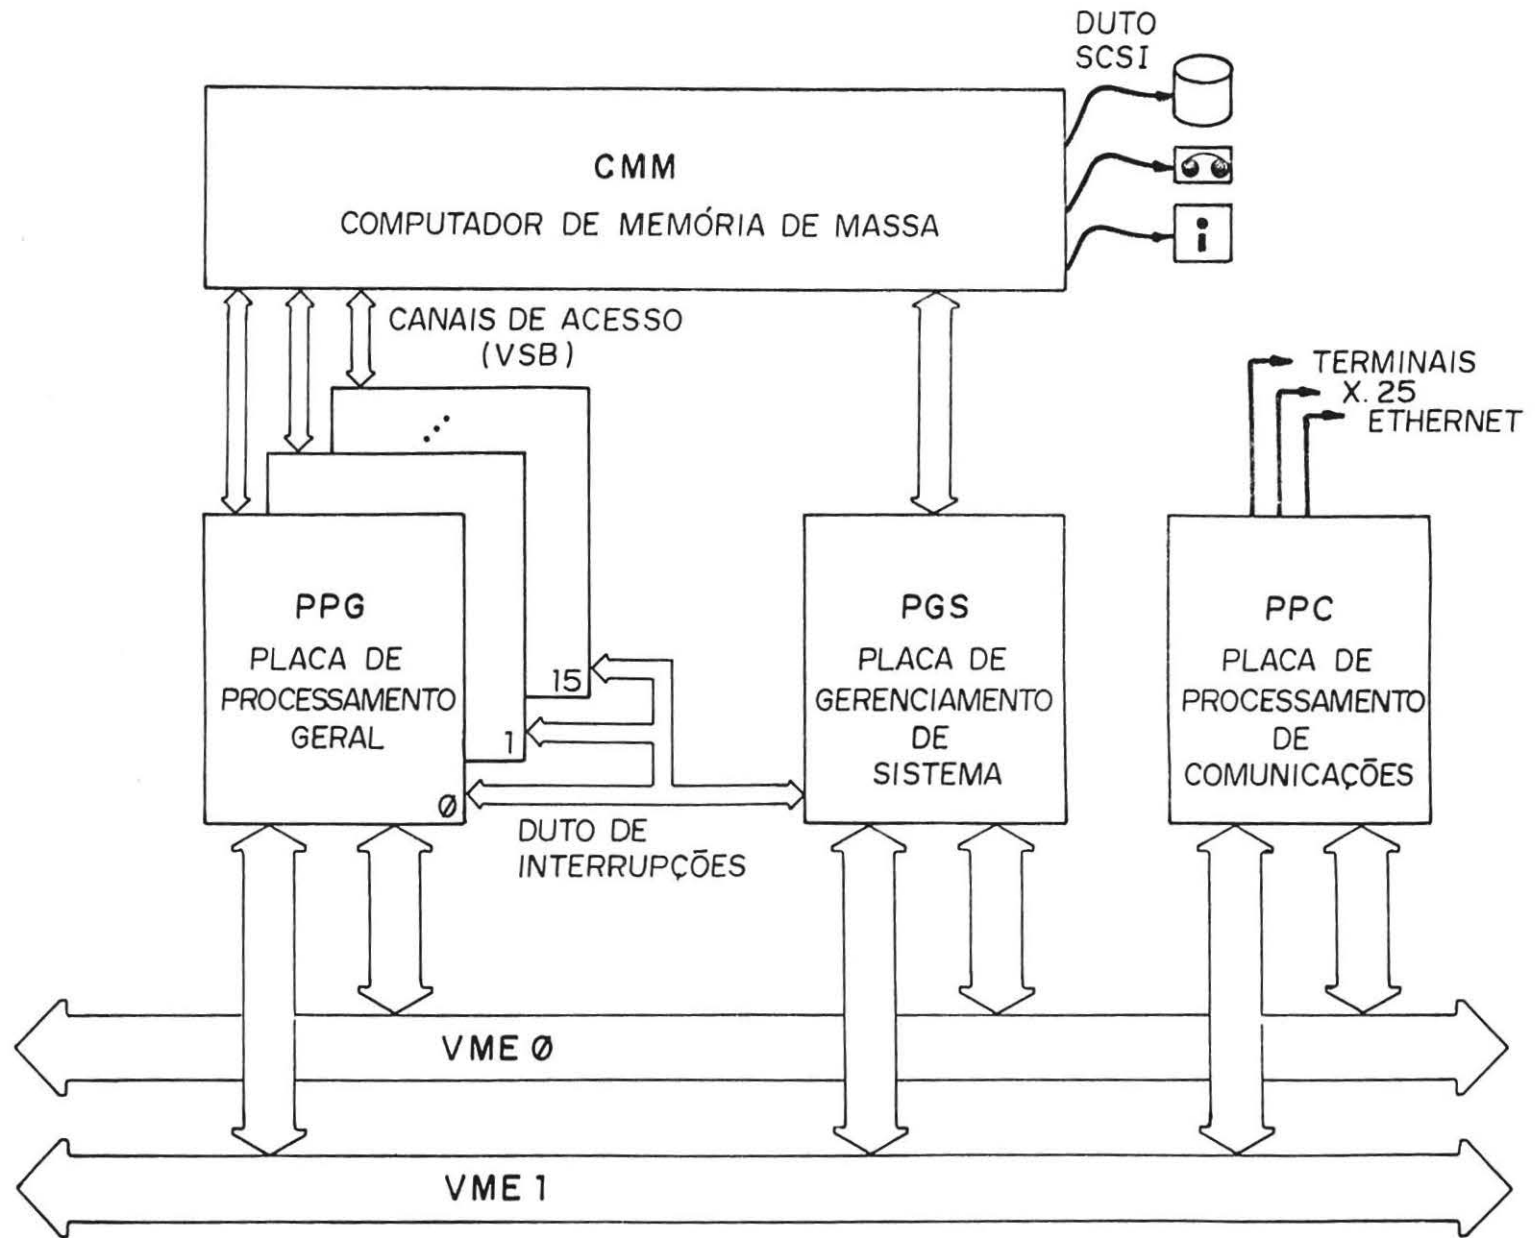 DUTO
SCSI
CMM
COMPUTADOR DE MEMÓRIA DE MASSA
i
CANAIS DE ACESSO
(VSB)
TERMINAIS
X.25
ETHERNET
PPG
PLACA DE
PROCESSAMENTO
GERAL
Ø
1
15
PGS
PLACA DE
GERENCIAMENTO
DE
SISTEMA
PPC
PLACA DE
PROCESSAMENTO
DE
COMUNICAÇÕES
DUTO DE
INTERRUPÇÕES
VME Ø
VME 1